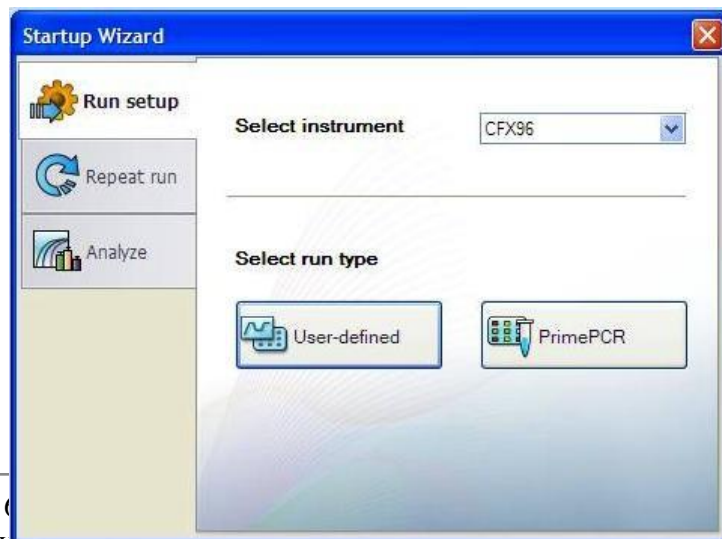 Startup Wizard
Run setup
Select instrument
CFX96
Repeat run
Analyze
Select run type
User-defined
PrimePCR